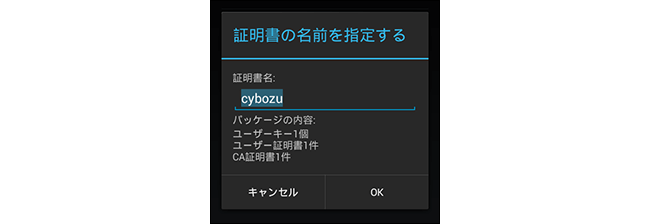 証明書の名前を指定する
証明書名:
cybozu
パッケージの内容:
ユーザーキー1個
ユーザー証明書1件
CA証明書1件
キャンセル
OK